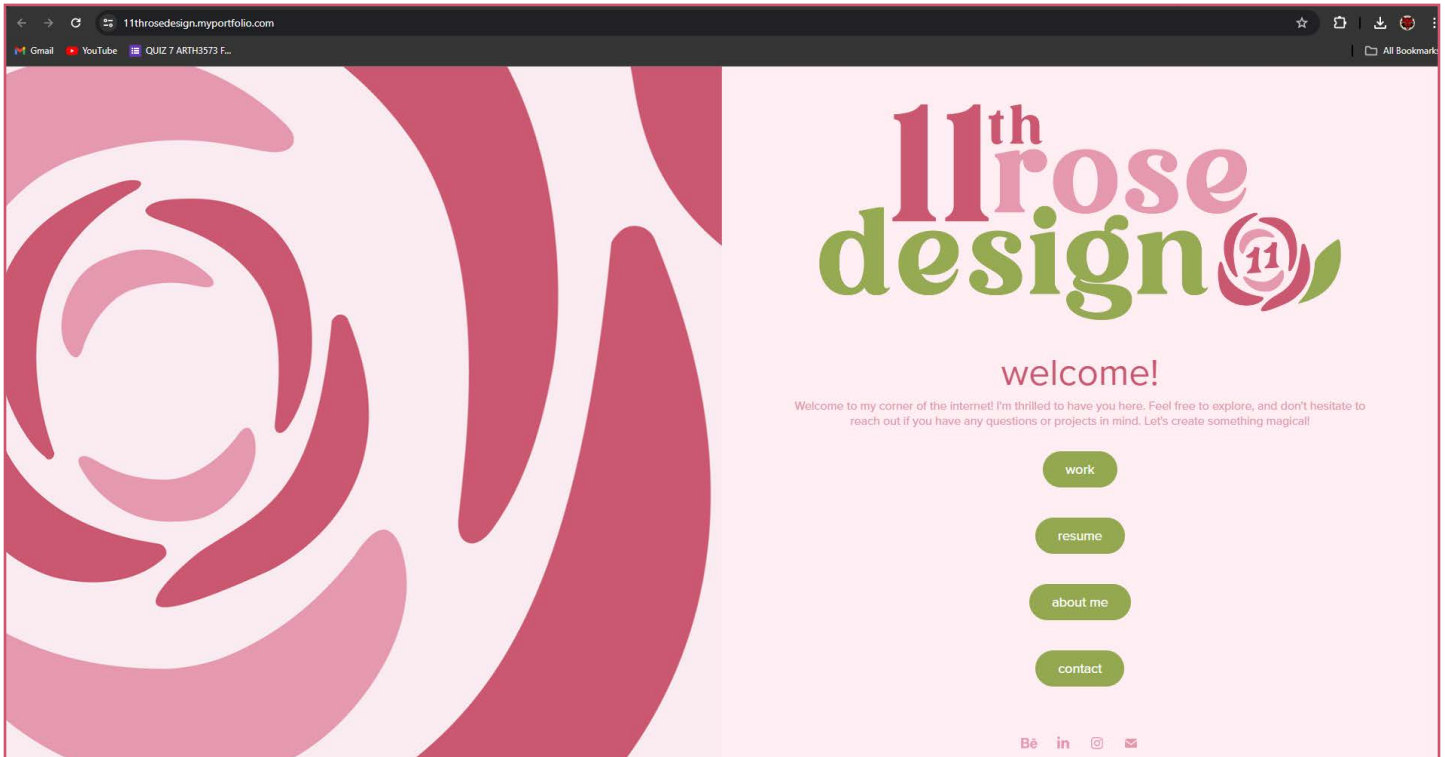 11throsedesign.myportfolio.com
Gmail YouTube QUIZ 7 ARTH3573 F... All Bookmarks
11th
rose
design 11
welcome!
Welcome to my corner of the internet! I'm thrilled to have you here. Feel free to explore, and don't hesitate to
reach out if you have any questions or projects in mind. Let's create something magical!
work
resume
about me
contact
Bē in